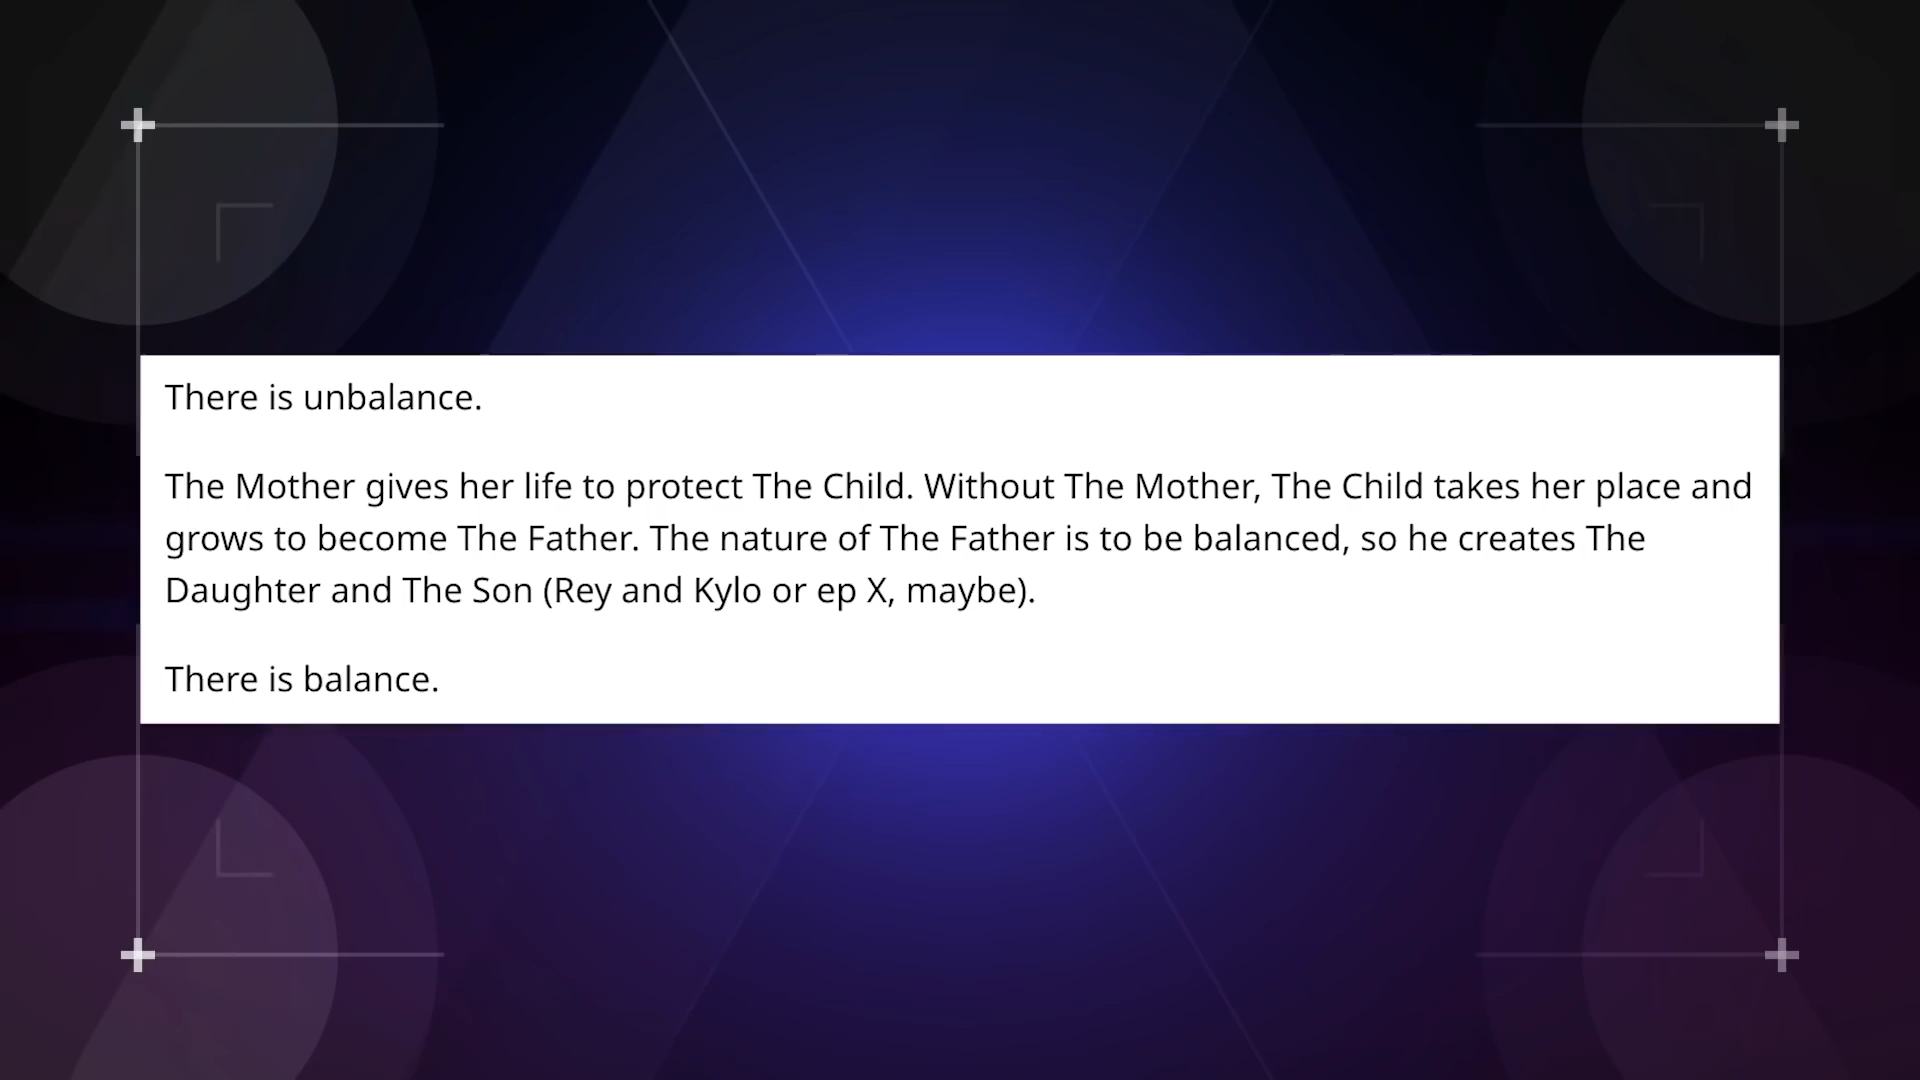 There is unbalance.
The Mother gives her life to protect The Child. Without The Mother, The Child takes her place and
grows to become The Father. The nature of The Father is to be balanced, so he creates The
Daughter and The Son (Rey and Kylo or ep X, maybe).
There is balance.